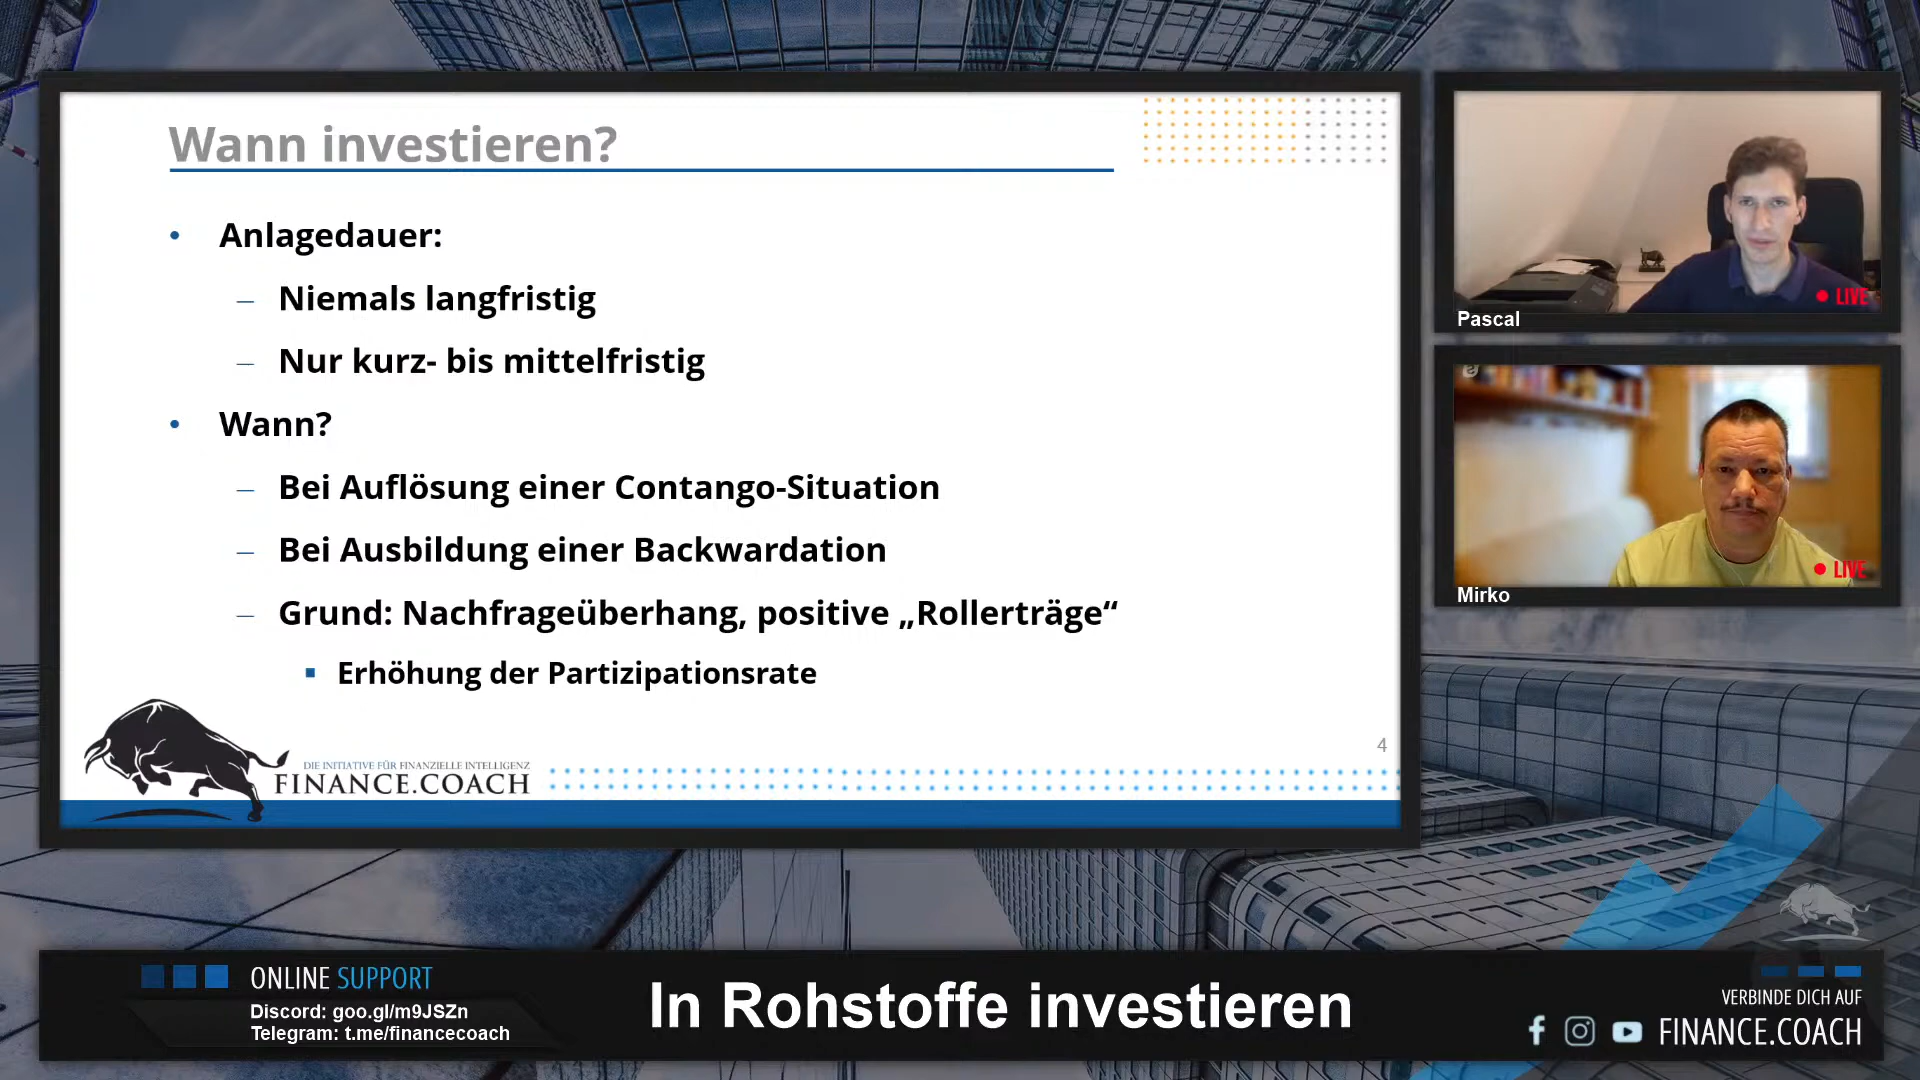 Wann investieren?
• Anlagedauer:
– Niemals langfristig
– Nur kurz- bis mittelfristig
• Wann?
– Bei Auflösung einer Contango-Situation
– Bei Ausbildung einer Backwardation
– Grund: Nachfrageüberhang, positive „Rollerträge“
▪ Erhöhung der Partizipationsrate
4
DIE INITIATIVE FÜR FINANZIELLE INTELLIGENZ
FINANCE.COACH
LIVE
Pascal
LIVE
Mirko
ONLINE SUPPORT
Discord: goo.gl/m9JSZn
Telegram: t.me/financecoach
In Rohstoffe investieren
VERBINDE DICH AUF
FINANCE.COACH